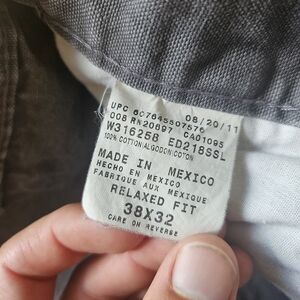 UPC 607645507576 08/20/11
008 RN20697 CA01095
W316258 ED218SSL
100% COTTON ALGODON COTON
MADE IN MEXICO
HECHO EN MEXICO
FABRIQUE AUX MEXIQUE
RELAXED FIT
38X32
CARE ON REVERSE